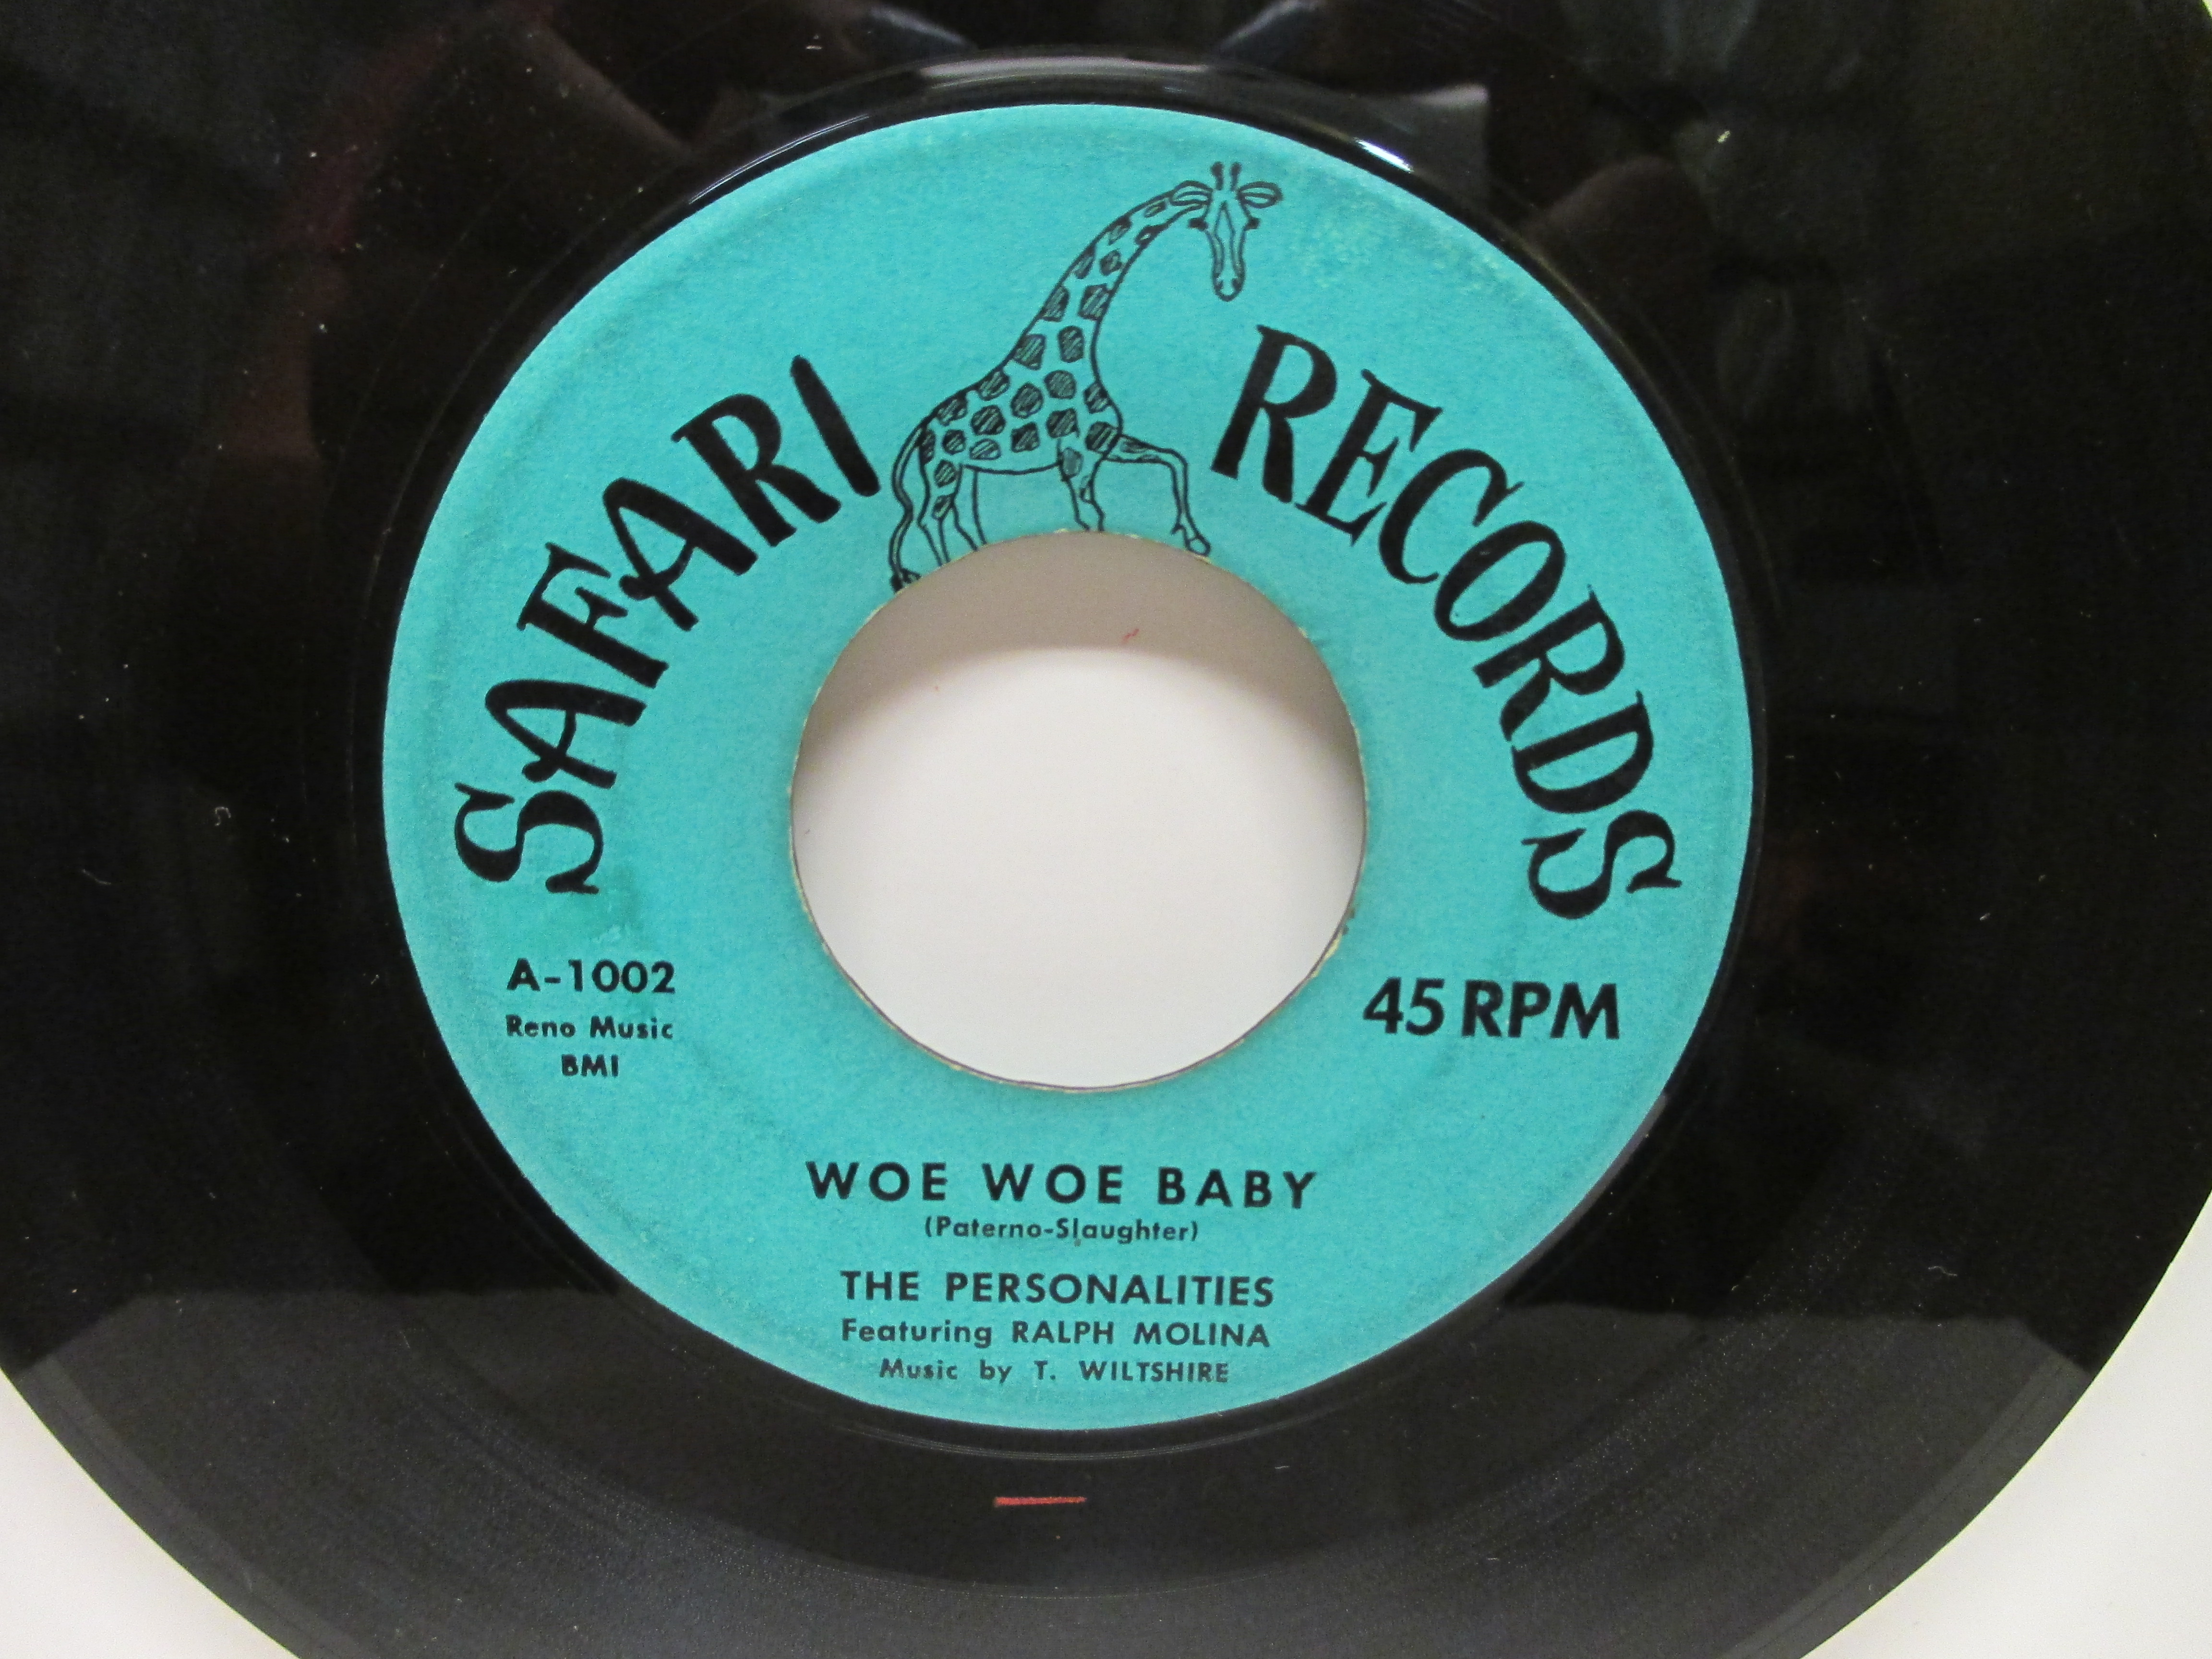 SAFARI RECORDS
A-1002
Reno Music
BMI
45 RPM
WOE WOE BABY
(Paterno-Slaughter)
THE PERSONALITIES
Featuring RALPH MOLINA
Music by T. WILTSHIRE